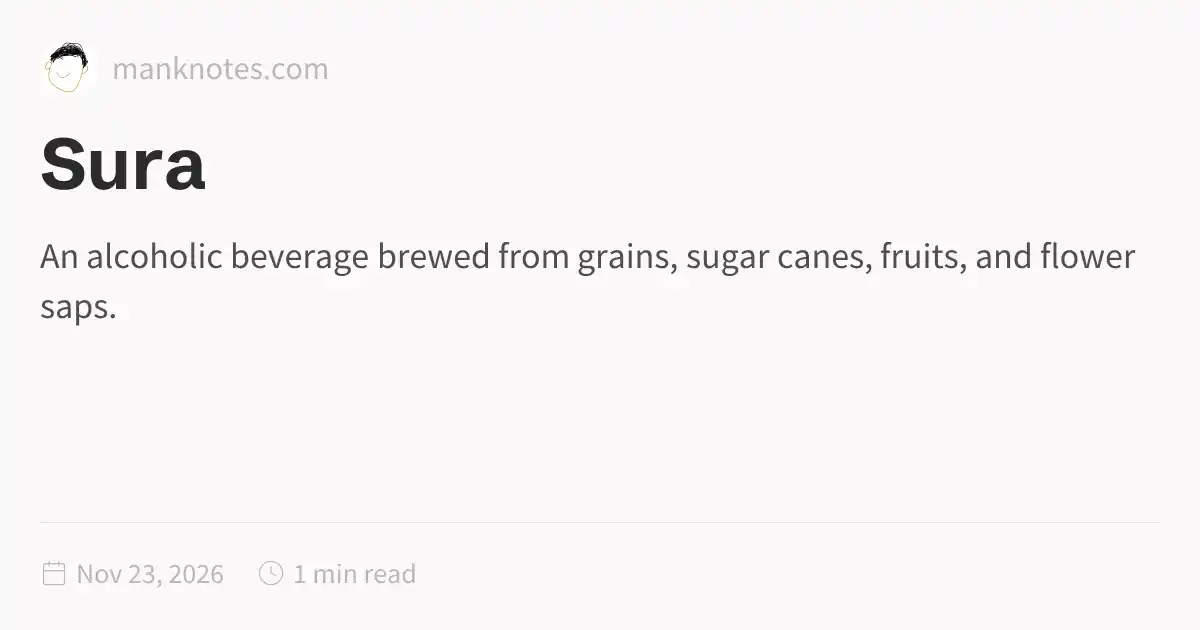 manknotes.com
Sura
An alcoholic beverage brewed from grains, sugar canes, fruits, and flower
saps.
Nov 23, 2026
1 min read